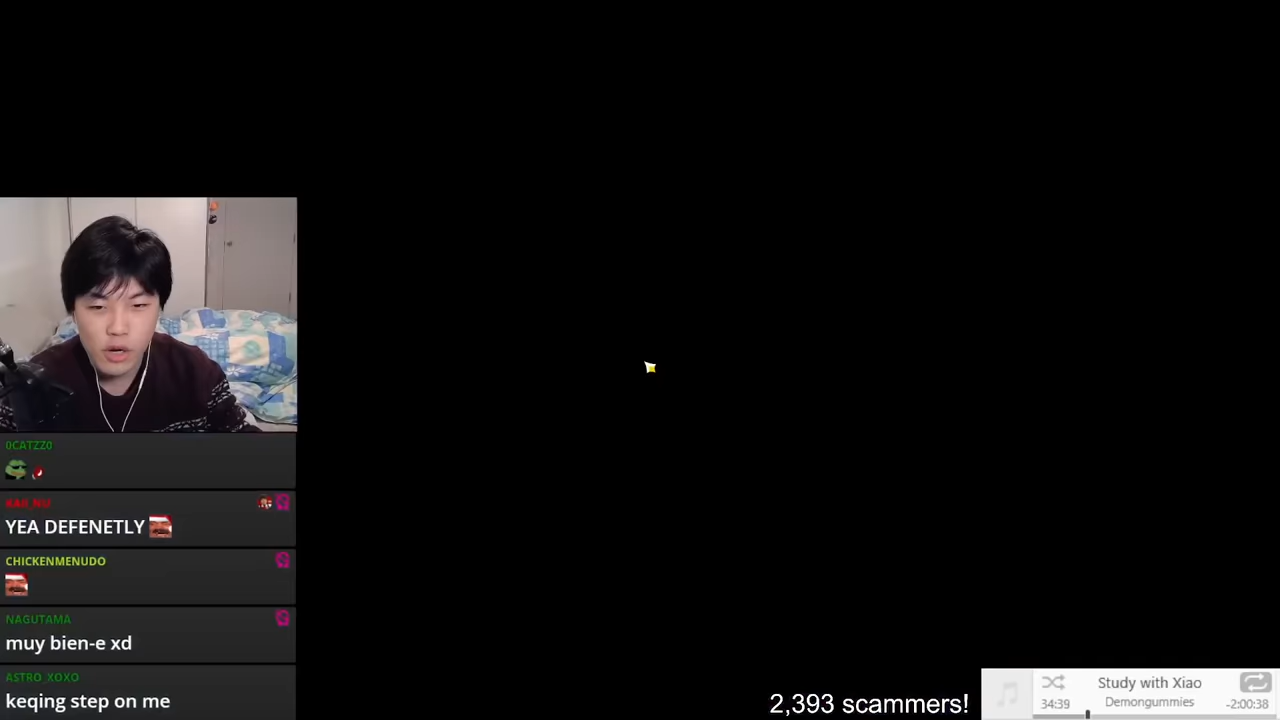 0CATZZ0
KAR_NIJ
YEA DEFENETLY
CHICKENMENUDO
NAGUTAMA
muy bien-e xd
ASTRO_XOXO
keqing step on me
2,393 scammers!
Study with Xiao
Demongummies
34:39
-2:00:38